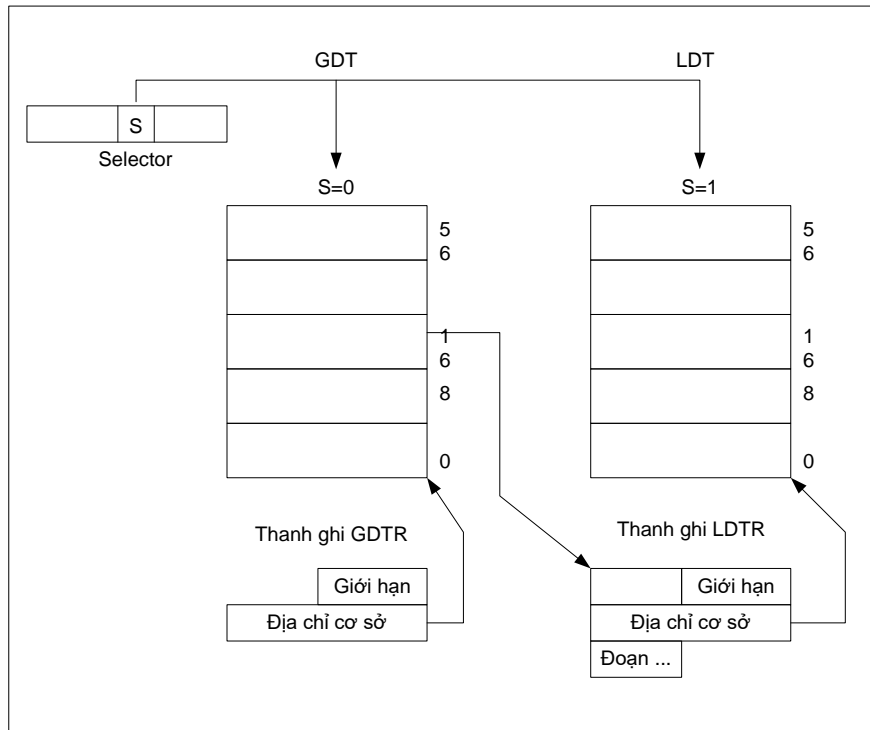 GDT
LDT
S
Selector
S=0
S=1
5
6
1
6
8
0
5
6
1
6
8
0
Thanh ghi GDTR
Thanh ghi LDTR
Giới hạn
Địa chỉ cơ sở
Giới hạn
Địa chỉ cơ sở
Đoạn ...